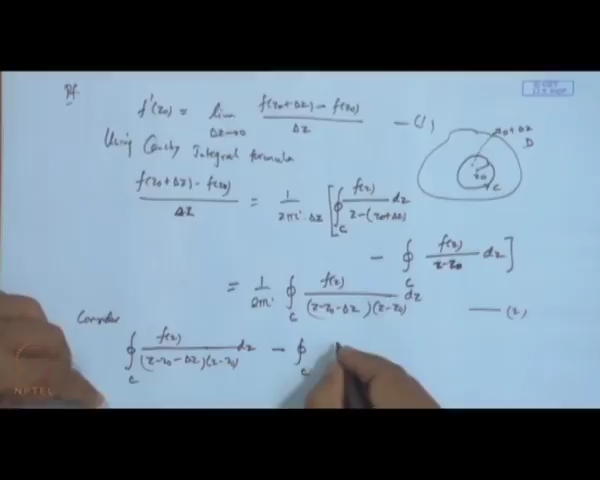 Pf.
f'(z₀) = lim_{Δz→0} f(z₀+Δz) − f(z₀) / Δz — (1)
Using Cauchy Integral formula
f(z₀+Δz) − f(z₀) / Δz = 1/(2πi·Δz) [ ∮_C f(z) / z−(z₀+Δz) dz
− ∮_C f(z) / z−z₀ dz ]
= 1/2πi ∮_C f(z) / (z−z₀−Δz)(z−z₀) dz — (2)
Consider
∮_C f(z) / (z−z₀−Δz)(z−z₀) dz − ∮_C
z₀+Δz
D
z₀
C
© CET
I.I.T. KGP
NPTEL